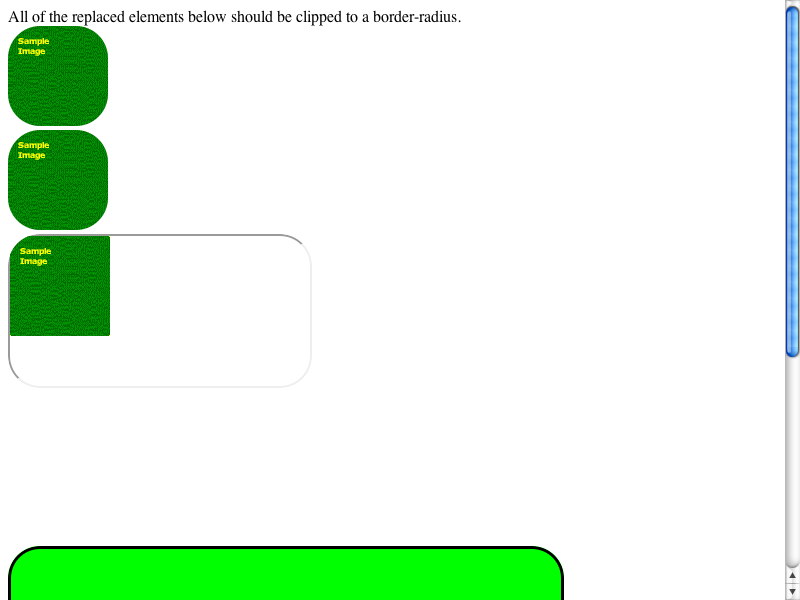 All of the replaced elements below should be clipped to a border-radius.
Sample
Image
Sample
Image
Sample
Image